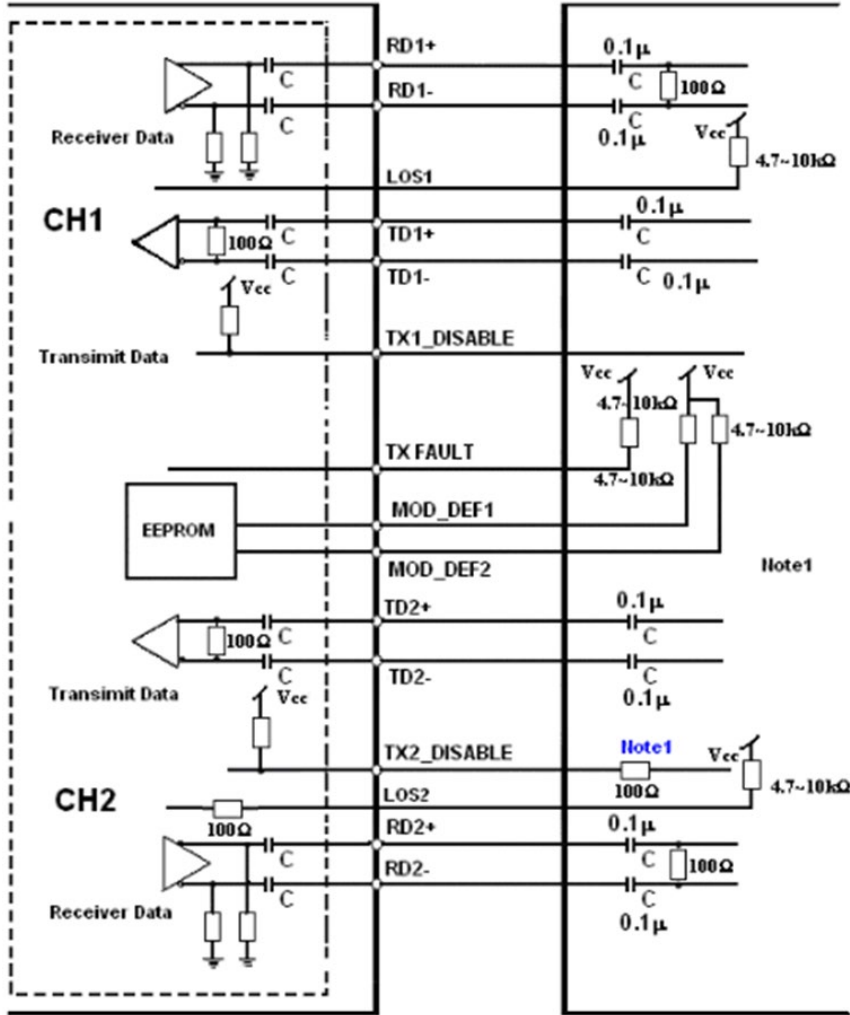 RD1+
0.1μ
C
C
100Ω
RD1-
C
C
0.1μ
Vcc
Receiver Data
4.7~10kΩ
LOS1
CH1
0.1μ
100Ω
C
TD1+
C
C
TD1-
C
0.1μ
Vcc
TX1_DISABLE
Transimit Data
Vcc
Vcc
4.7~10kΩ
4.7~10kΩ
TX FAULT
4.7~10kΩ
EEPROM
MOD_DEF1
MOD_DEF2
Note1
TD2+
0.1μ
100Ω
C
C
C
TD2-
C
Transimit Data
Vcc
0.1μ
TX2_DISABLE
Note1
Vcc
100Ω
4.7~10kΩ
CH2
LOS2
100Ω
RD2+
0.1μ
C
C
100Ω
RD2-
C
C
Receiver Data
0.1μ